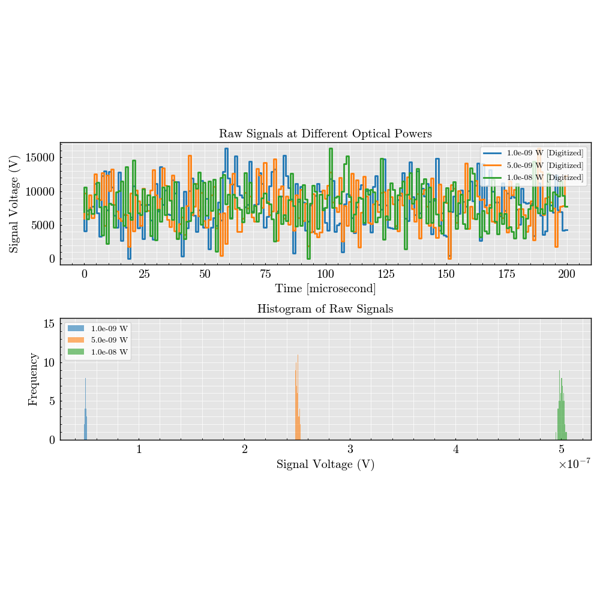 Raw Signals at Different Optical Powers
Signal Voltage (V)
15000
10000
5000
0
1.0e-09 W [Digitized]
5.0e-09 W [Digitized]
1.0e-08 W [Digitized]
0 25 50 75 100 125 150 175 200
Time [microsecond]
Histogram of Raw Signals
Frequency
15
10
5
0
1.0e-09 W
5.0e-09 W
1.0e-08 W
1 2 3 4 5
×10⁻⁷
Signal Voltage (V)